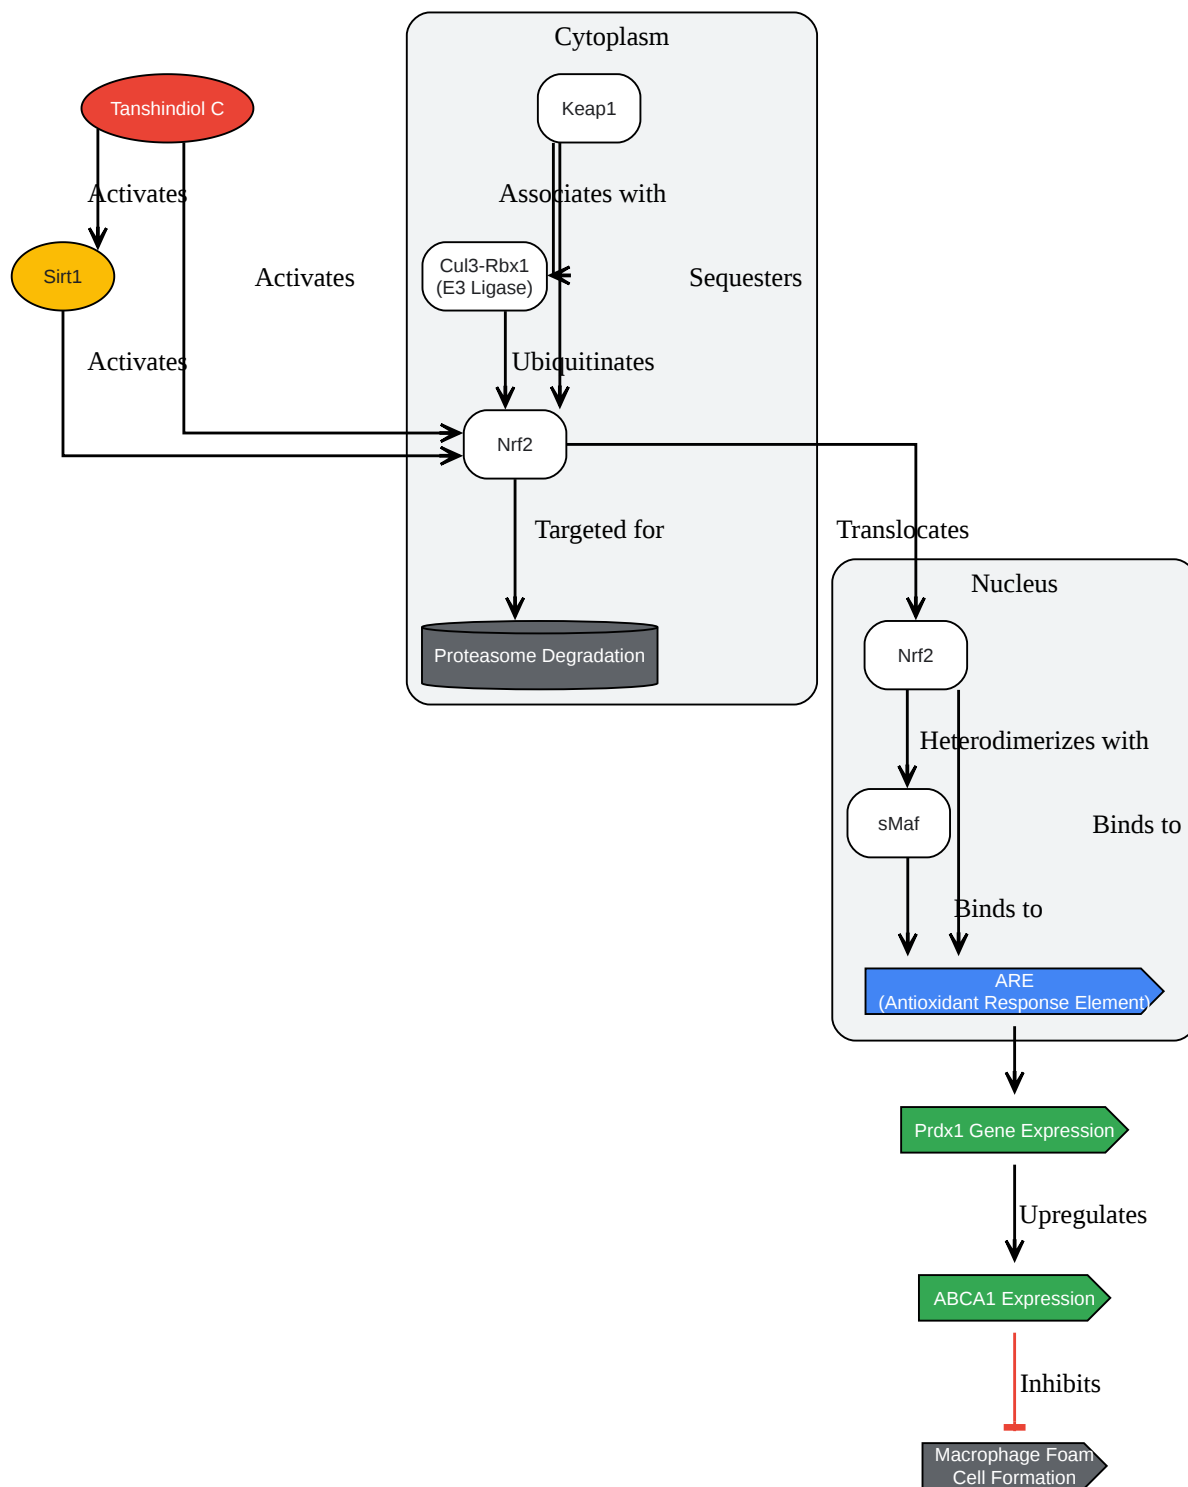 Cytoplasm
Tanshindiol C
Keap1
Activates
Associates with
Sirt1
Activates
Cul3-Rbx1
(E3 Ligase)
Sequesters
Activates
Ubiquitinates
Nrf2
Targeted for
Translocates
Nucleus
Proteasome Degradation
Nrf2
Heterodimerizes with
sMaf
Binds to
Binds to
ARE
(Antioxidant Response Element)
Prdx1 Gene Expression
Upregulates
ABCA1 Expression
Inhibits
Macrophage Foam
Cell Formation